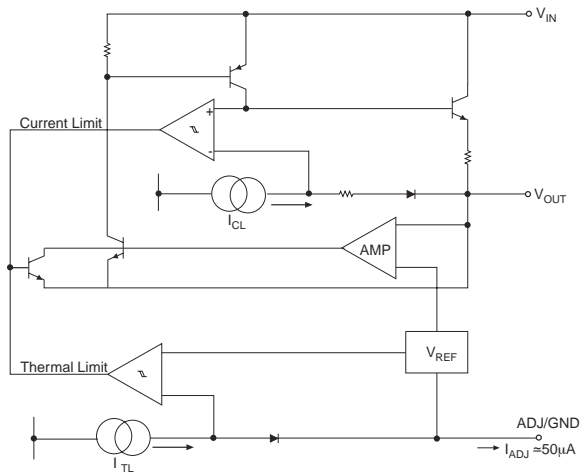 V_IN
+
Current Limit
-
I_CL
V_OUT
AMP
V_REF
Thermal Limit
ADJ/GND
I_ADJ ≃50µA
I_TL